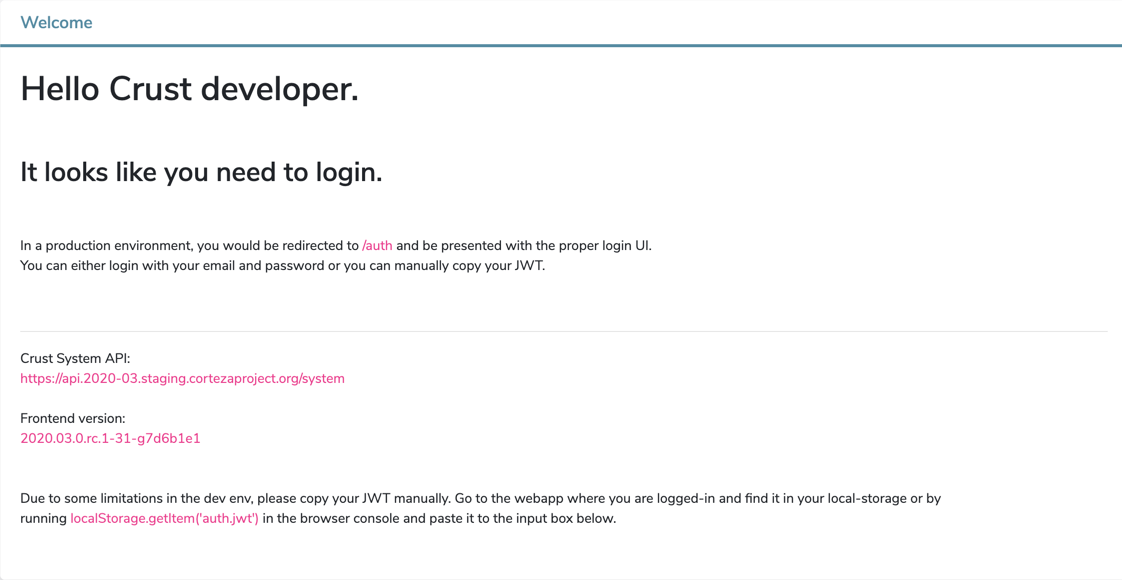 Welcome
Hello Crust developer.
It looks like you need to login.
In a production environment, you would be redirected to /auth and be presented with the proper login UI.
You can either login with your email and password or you can manually copy your JWT.
Crust System API:
https://api.2020-03.staging.cortezaproject.org/system
Frontend version:
2020.03.0.rc.1-31-g7d6b1e1
Due to some limitations in the dev env, please copy your JWT manually. Go to the webapp where you are logged-in and find it in your local-storage or by
running localStorage.getItem('auth.jwt') in the browser console and paste it to the input box below.